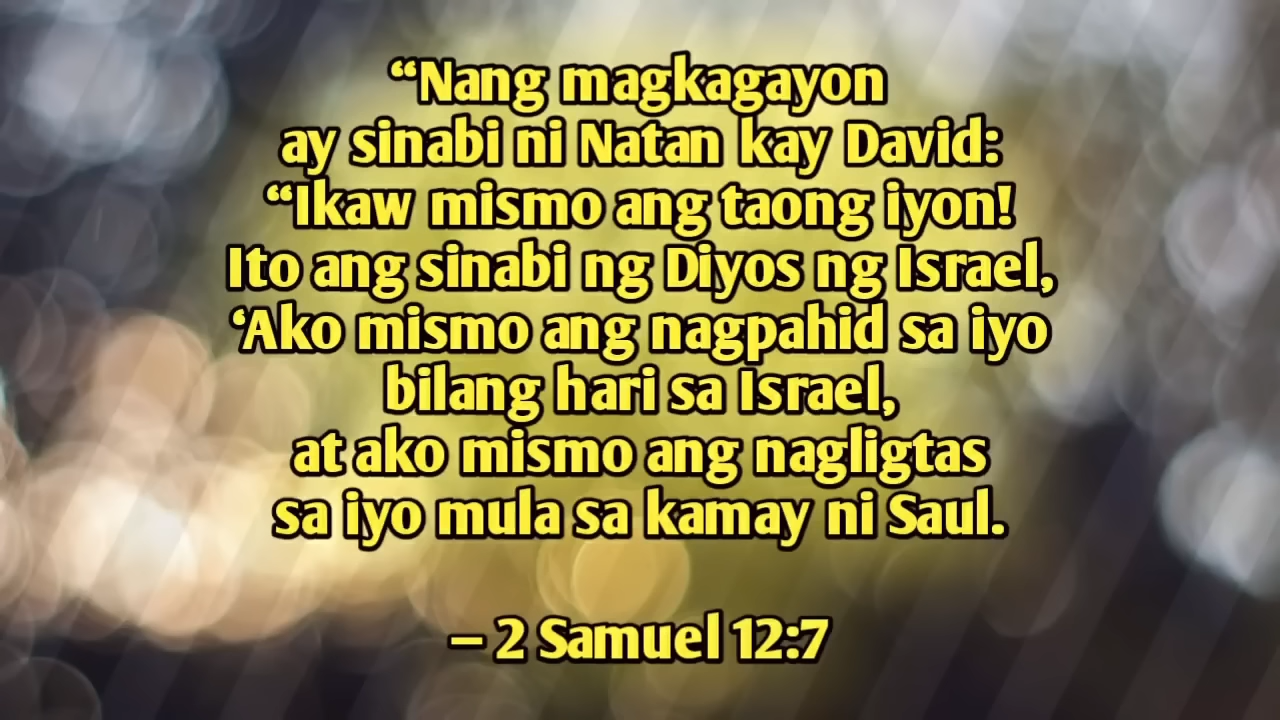 “Nang magkagayon
ay sinabi ni Natan kay David:
“Ikaw mismo ang taong iyon!
Ito ang sinabi ng Diyos ng Israel,
‘Ako mismo ang nagpahid sa iyo
bilang hari sa Israel,
at ako mismo ang nagligtas
sa iyo mula sa kamay ni Saul.
– 2 Samuel 12:7